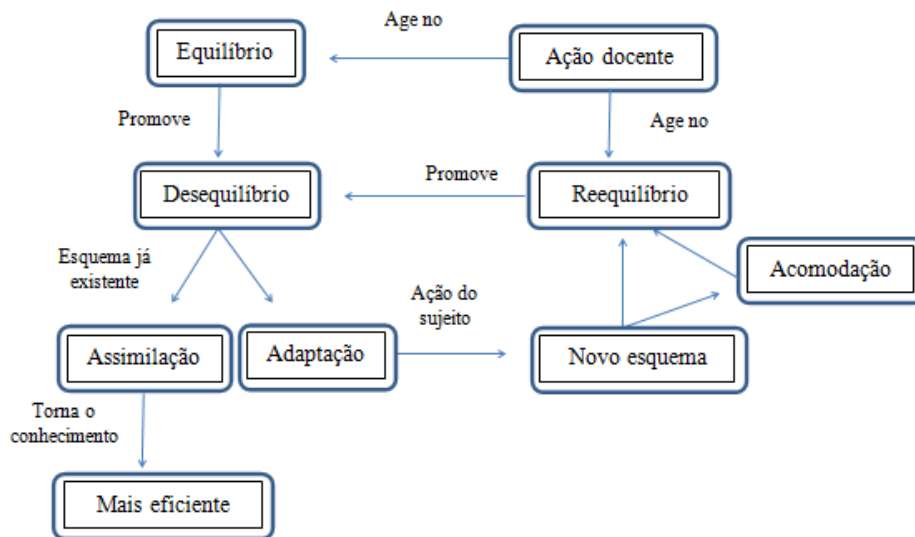 Age no
Equilíbrio
Ação docente
Promove
Age no
Desequilíbrio
Promove
Reequilíbrio
Esquema já
existente
Acomodação
Ação do
sujeito
Assimilação
Adaptação
Novo esquema
Torna o
conhecimento
Mais eficiente